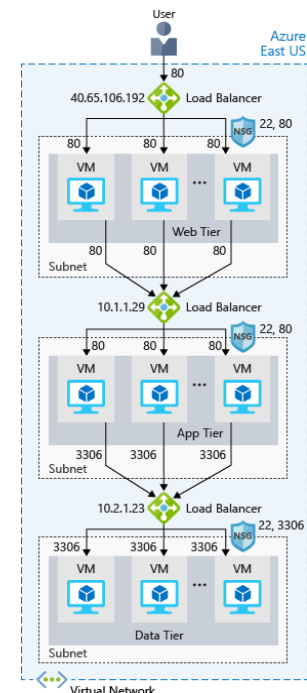 User
Azure
East US
80
40.65.106.192 Load Balancer
NSG 22, 80
80 80 80
VM VM VM
...
Web Tier
80 80 80
Subnet
10.1.1.29 Load Balancer
NSG 22, 80
80 80 80
VM VM VM
...
App Tier
Subnet
3306 3306 3306
10.2.1.23 Load Balancer
NSG 22, 3306
3306 3306 3306
VM VM VM
...
Data Tier
Subnet
Virtual Network